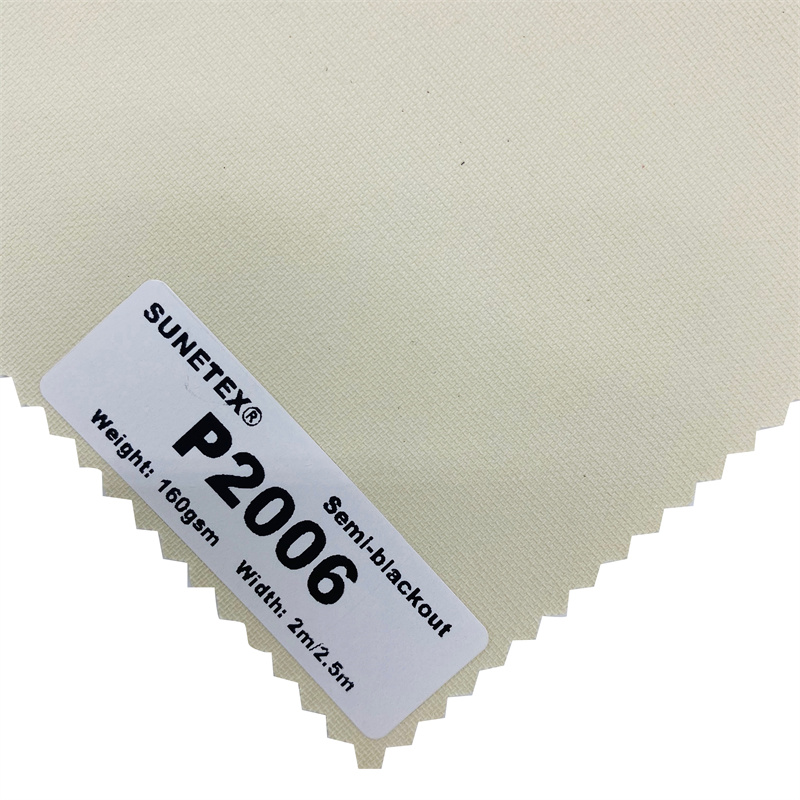 SUNETEX®
P2006
Semi-blackout
Weight: 160gsm
Width: 2m/2.5m